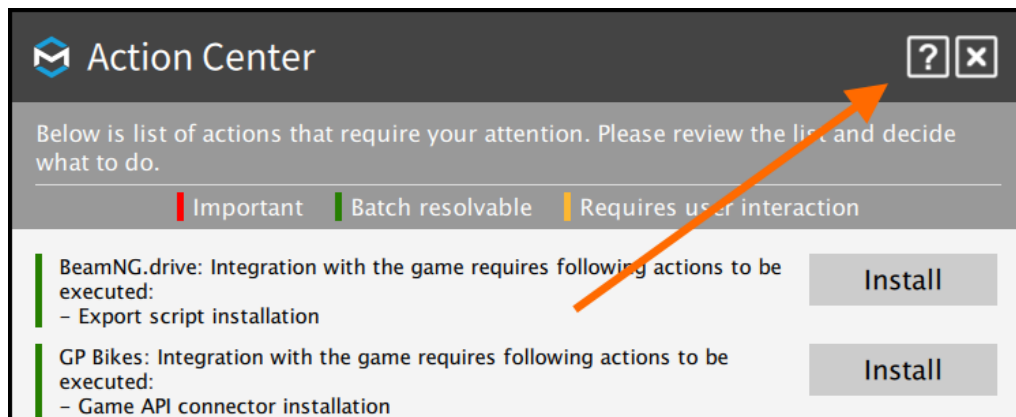 Action Center
?
Below is list of actions that require your attention. Please review the list and decide
what to do.
Important Batch resolvable Requires user interaction
BeamNG.drive: Integration with the game requires following actions to be
executed:
– Export script installation
Install
GP Bikes: Integration with the game requires following actions to be
executed:
– Game API connector installation
Install